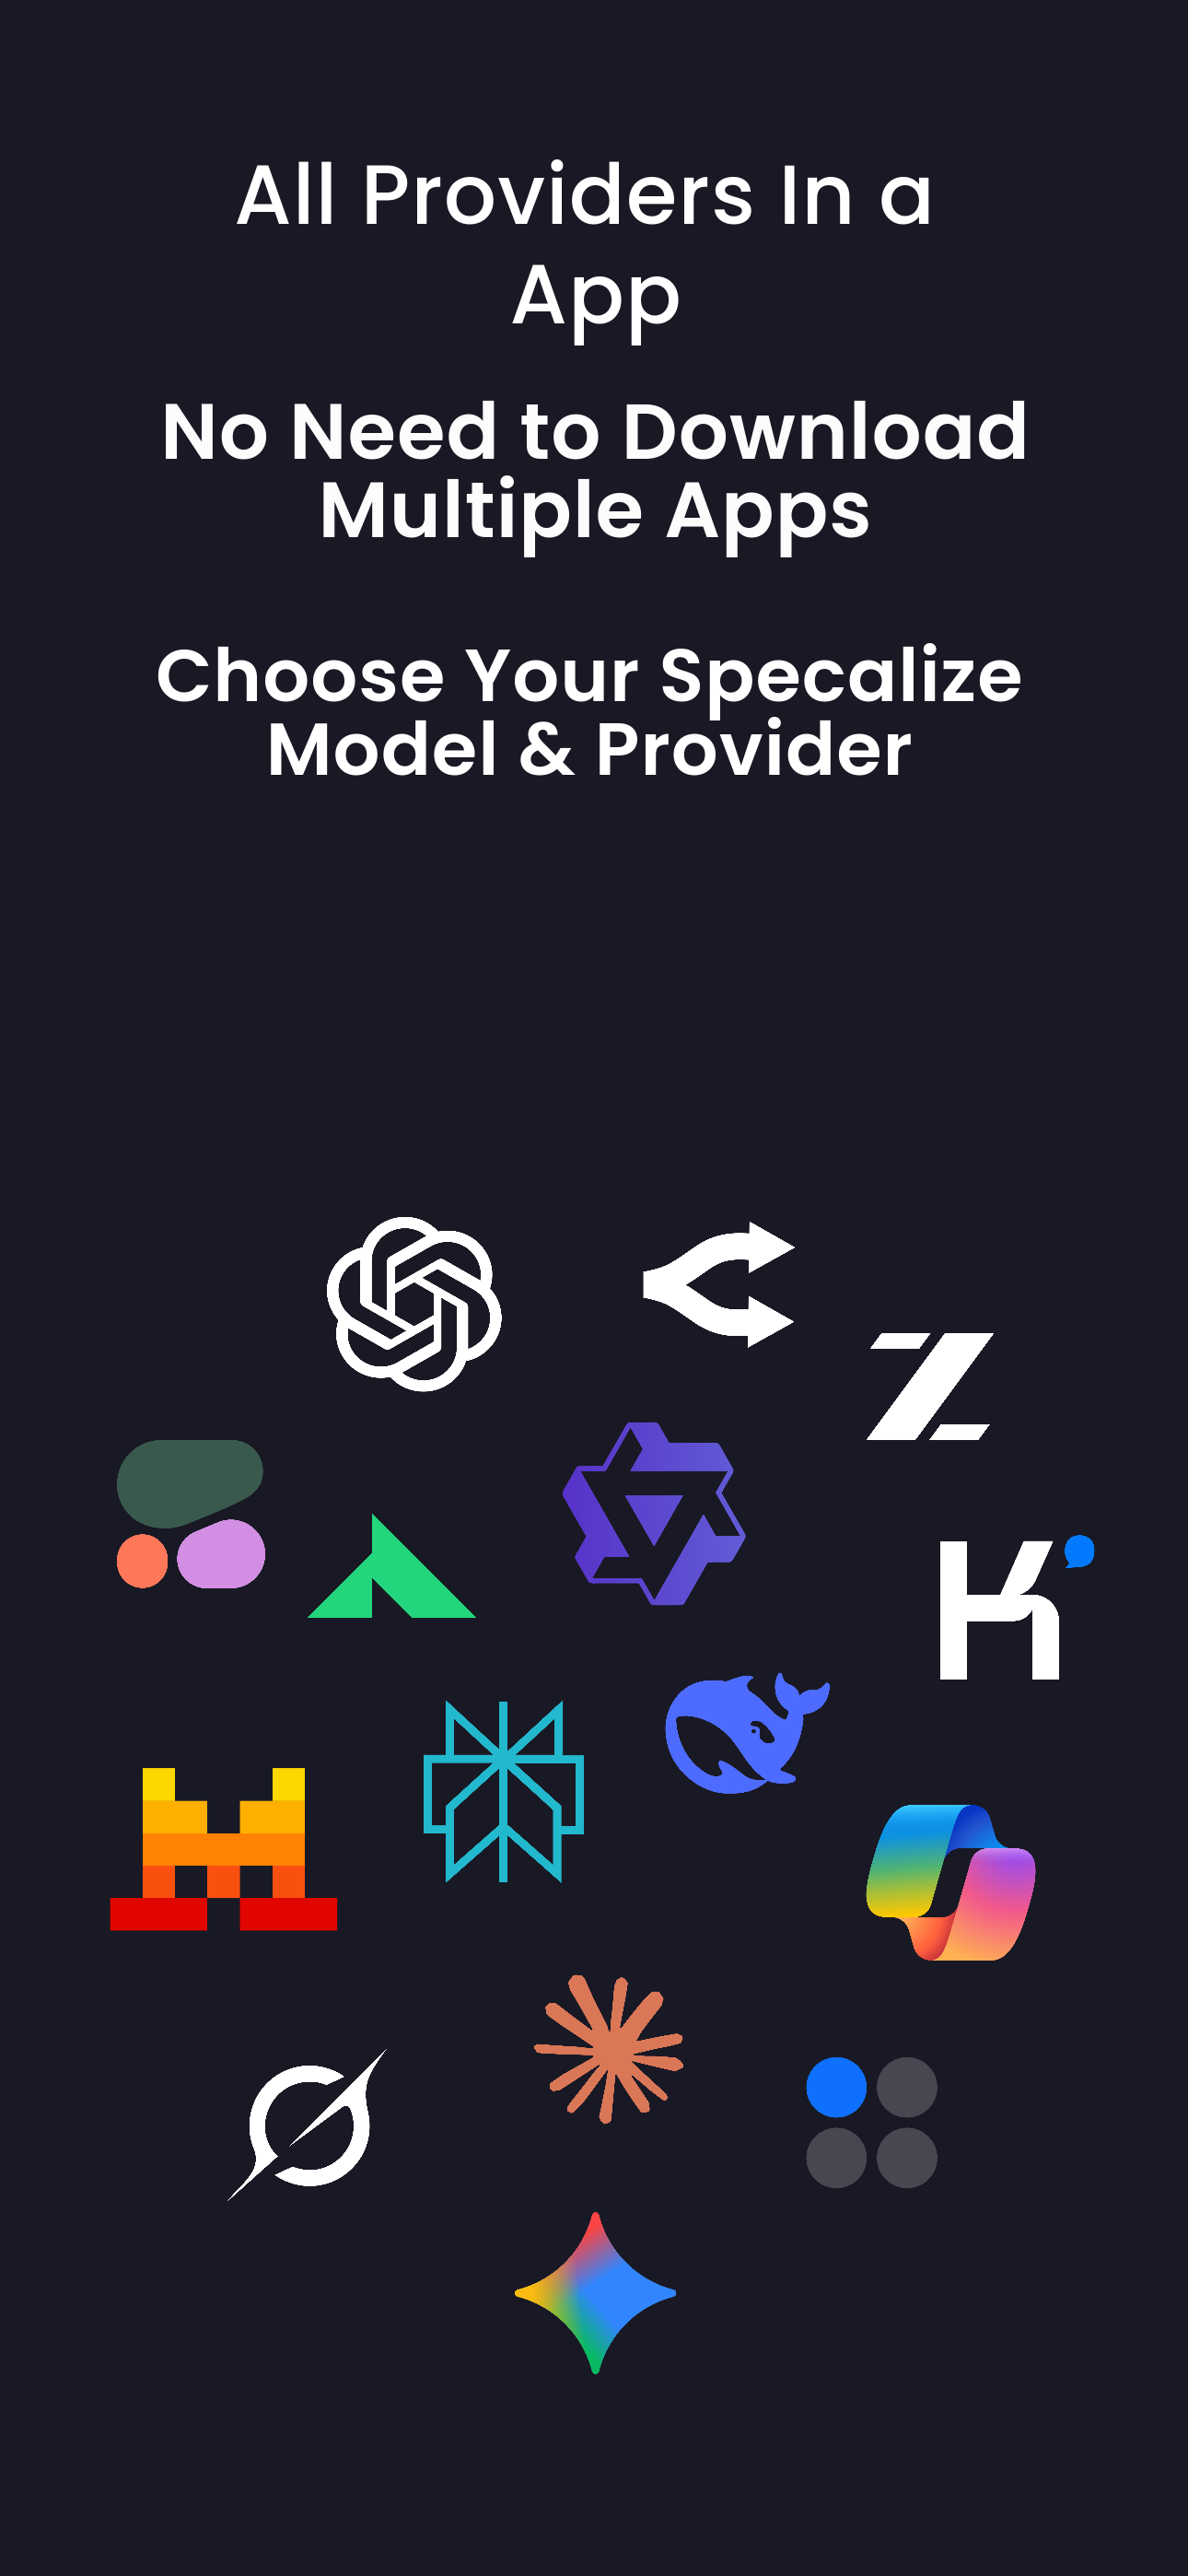 All Providers In a
App
No Need to Download
Multiple Apps
Choose Your Specalize
Model & Provider